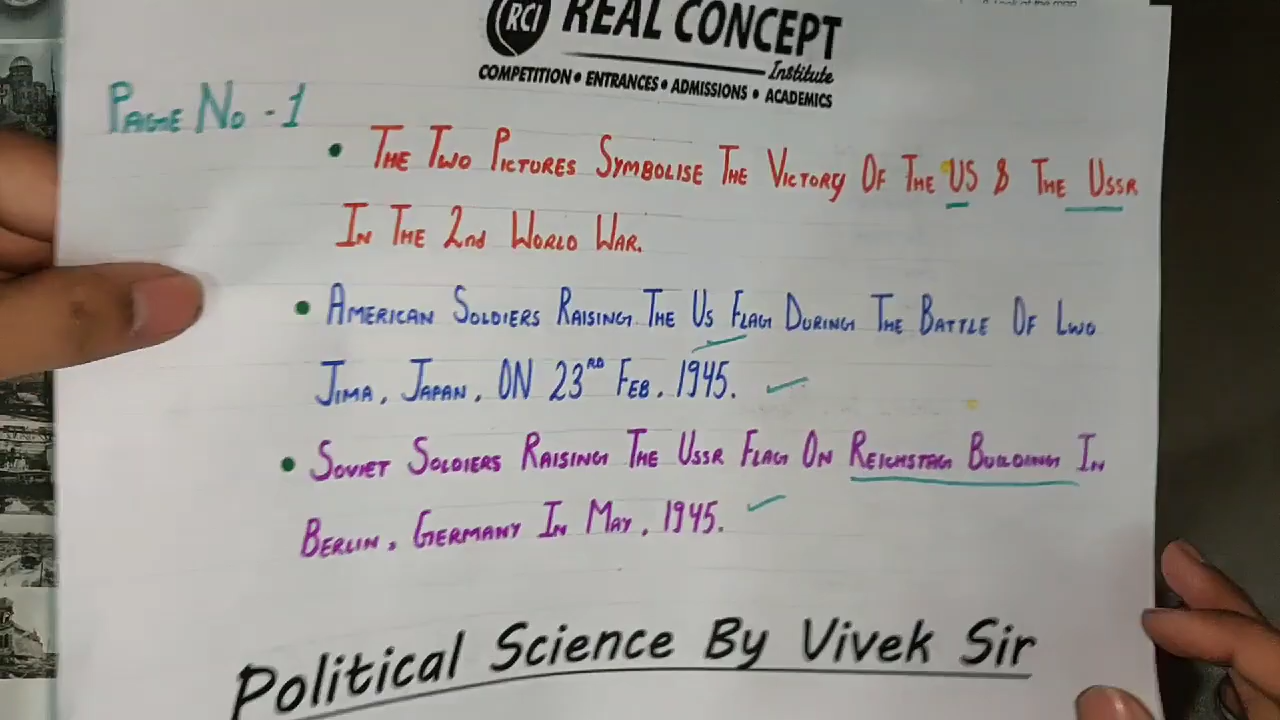 RCI REAL CONCEPT
Institute
COMPETITION • ENTRANCES • ADMISSIONS • ACADEMICS
PAGE NO - 1
• THE TWO PICTURES SYMBOLISE THE VICTORY OF THE US & THE USSR
IN THE 2nd WORLD WAR.
• AMERICAN SOLDIERS RAISING THE US FLAG DURING THE BATTLE OF LWO
JIMA, JAPAN, ON 23RD FEB, 1945.
• SOVIET SOLDIERS RAISING THE USSR FLAG ON REICHSTAG BUILDING IN
BERLIN, GERMANY IN MAY, 1945.
Political Science By Vivek Sir